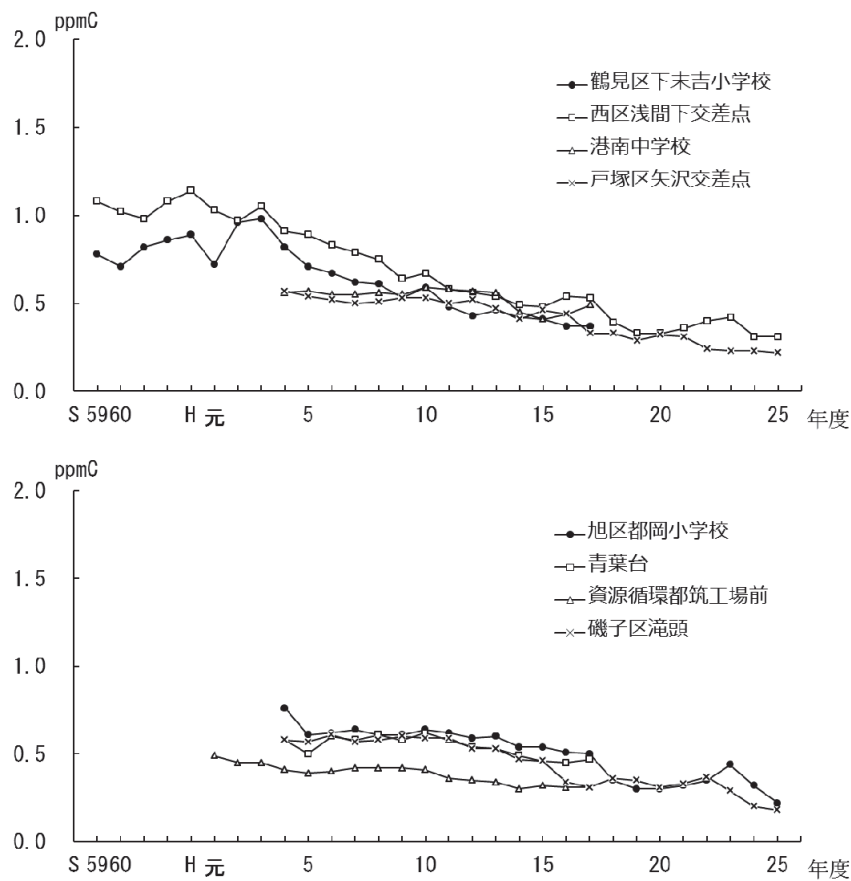 ppmC
2.0
鶴見区下末吉小学校
西区浅間下交差点
1.5
港南中学校
戸塚区矢沢交差点
1.0
0.5
0.0
S 5960 H 元 5 10 15 20 25 年度
ppmC
2.0
旭区都岡小学校
青葉台
1.5
資源循環都筑工場前
磯子区滝頭
1.0
0.5
0.0
S 5960 H 元 5 10 15 20 25 年度